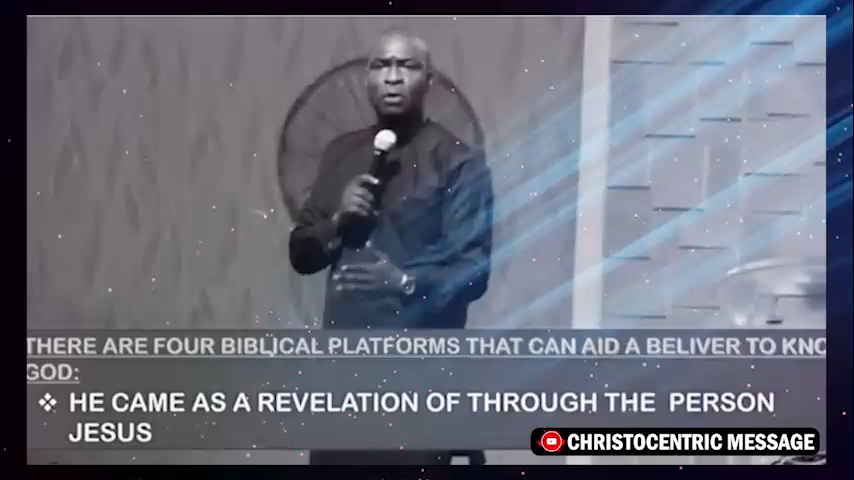 THERE ARE FOUR BIBLICAL PLATFORMS THAT CAN AID A BELIVER TO KNO
GOD:
❖ HE CAME AS A REVELATION OF THROUGH THE PERSON
JESUS
CHRISTOCENTRIC MESSAGE